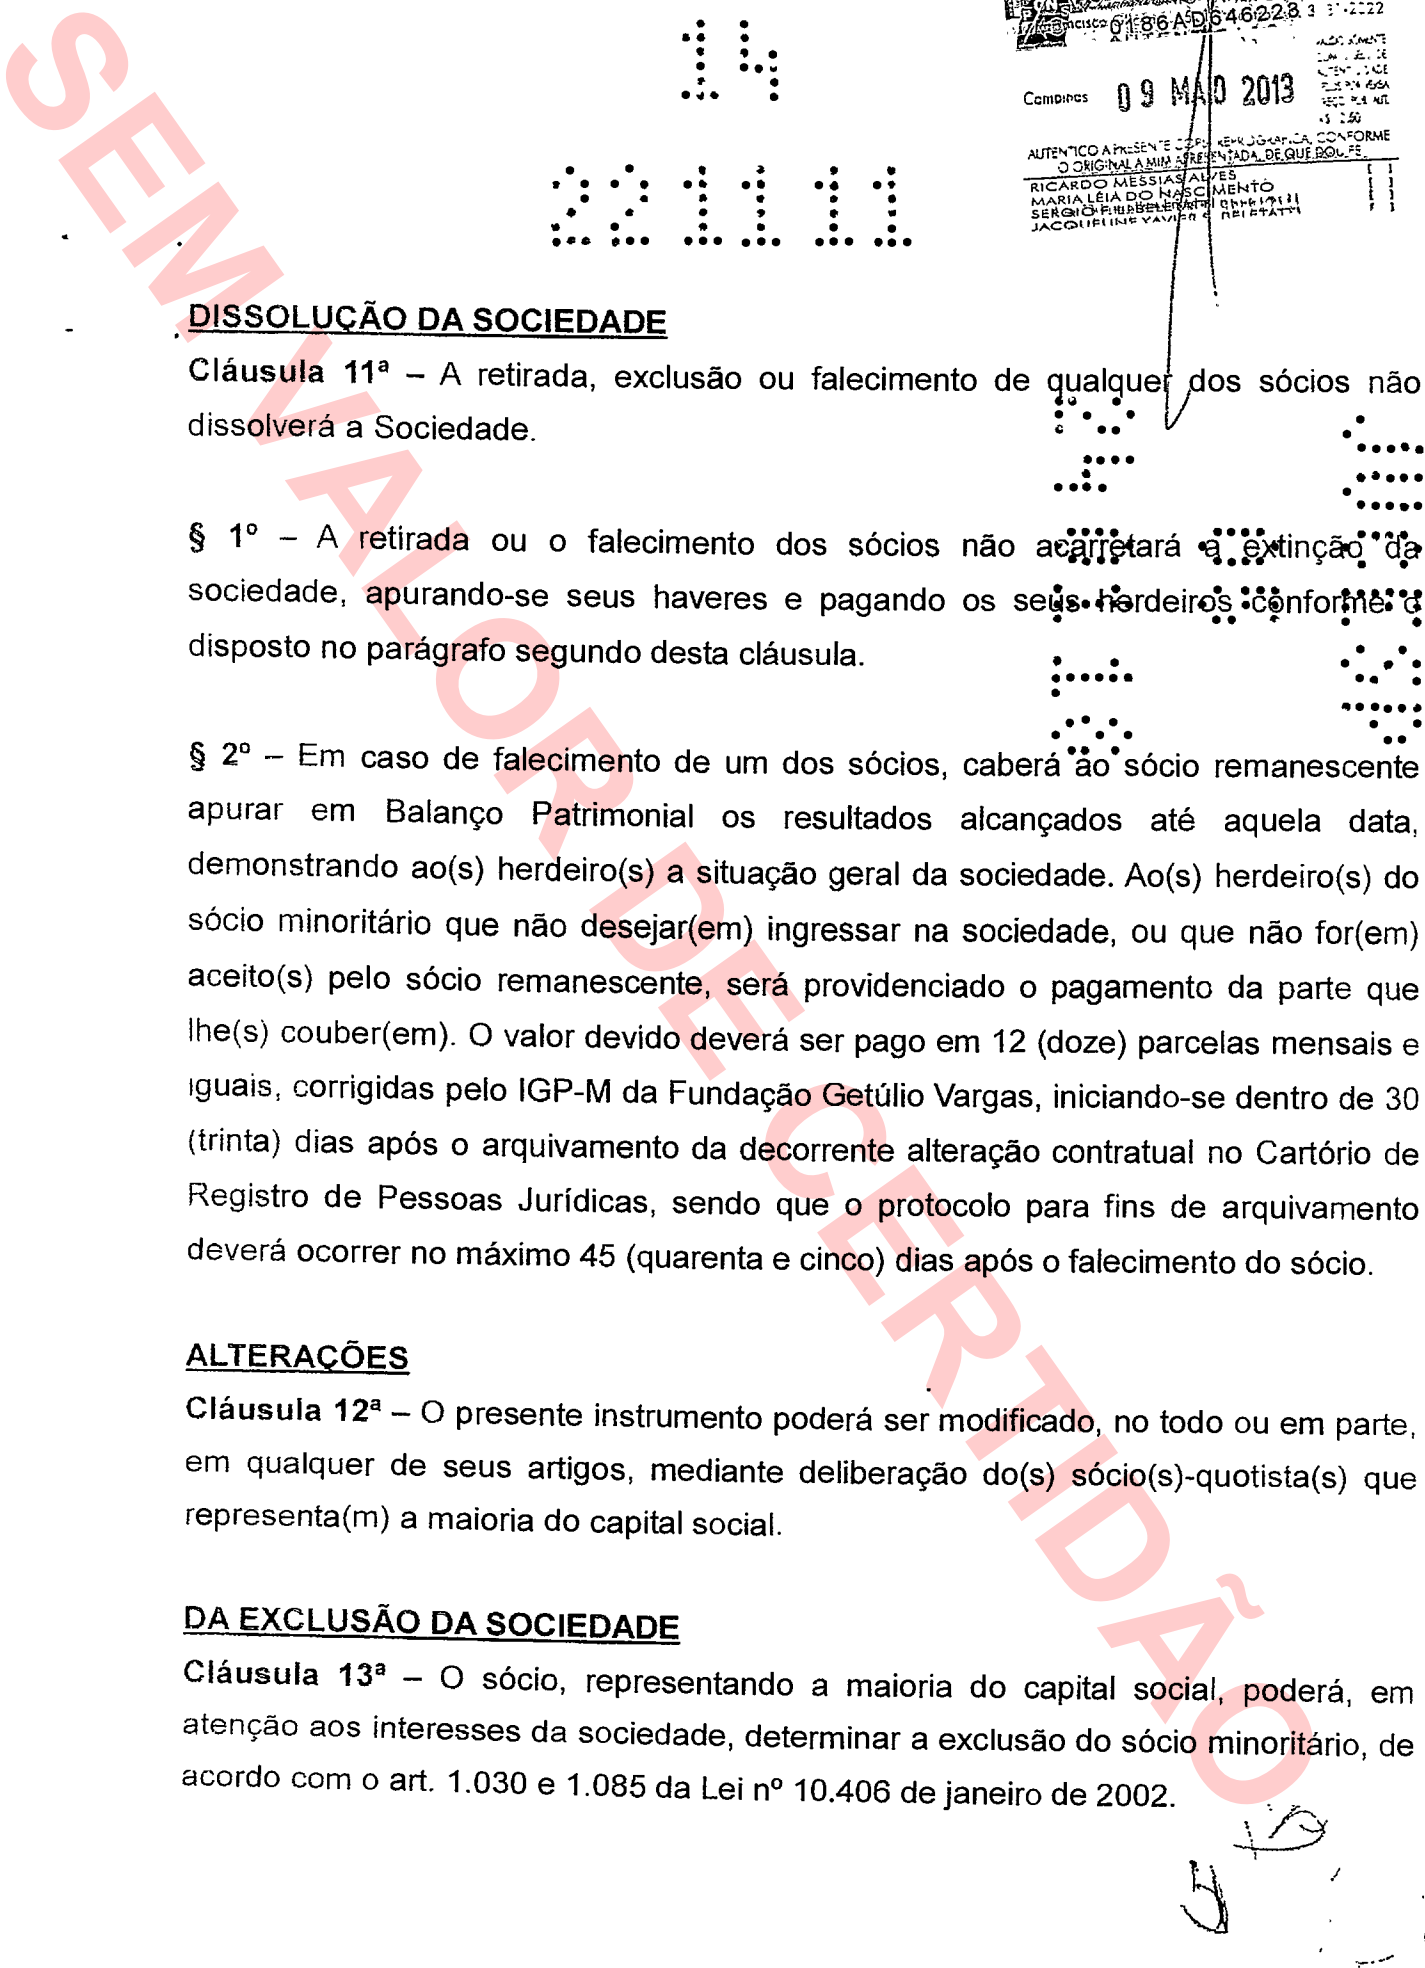 14
0186AD646228
Campinas 09 MAIO 2013
22 11 11
AUTENTICO A PRESENTE CONFORME
O ORIGINAL A MIM APRESENTADA, DE QUE DOU FE.
RICARDO MESSIAS ALVES
MARIA LÉIA DO NASCIMENTO
DISSOLUÇÃO DA SOCIEDADE
Cláusula 11ª – A retirada, exclusão ou falecimento de qualquer dos sócios não
dissolverá a Sociedade.
§ 1º – A retirada ou o falecimento dos sócios não acarretará a extinção da
sociedade, apurando-se seus haveres e pagando os seus herdeiros conforme o
disposto no parágrafo segundo desta cláusula.
§ 2º – Em caso de falecimento de um dos sócios, caberá ao sócio remanescente
apurar em Balanço Patrimonial os resultados alcançados até aquela data,
demonstrando ao(s) herdeiro(s) a situação geral da sociedade. Ao(s) herdeiro(s) do
sócio minoritário que não desejar(em) ingressar na sociedade, ou que não for(em)
aceito(s) pelo sócio remanescente, será providenciado o pagamento da parte que
lhe(s) couber(em). O valor devido deverá ser pago em 12 (doze) parcelas mensais e
iguais, corrigidas pelo IGP-M da Fundação Getúlio Vargas, iniciando-se dentro de 30
(trinta) dias após o arquivamento da decorrente alteração contratual no Cartório de
Registro de Pessoas Jurídicas, sendo que o protocolo para fins de arquivamento
deverá ocorrer no máximo 45 (quarenta e cinco) dias após o falecimento do sócio.
ALTERAÇÕES
Cláusula 12ª – O presente instrumento poderá ser modificado, no todo ou em parte,
em qualquer de seus artigos, mediante deliberação do(s) sócio(s)-quotista(s) que
representa(m) a maioria do capital social.
DA EXCLUSÃO DA SOCIEDADE
Cláusula 13ª – O sócio, representando a maioria do capital social, poderá, em
atenção aos interesses da sociedade, determinar a exclusão do sócio minoritário, de
acordo com o art. 1.030 e 1.085 da Lei nº 10.406 de janeiro de 2002.
SEM VALOR DE CERTIDÃO